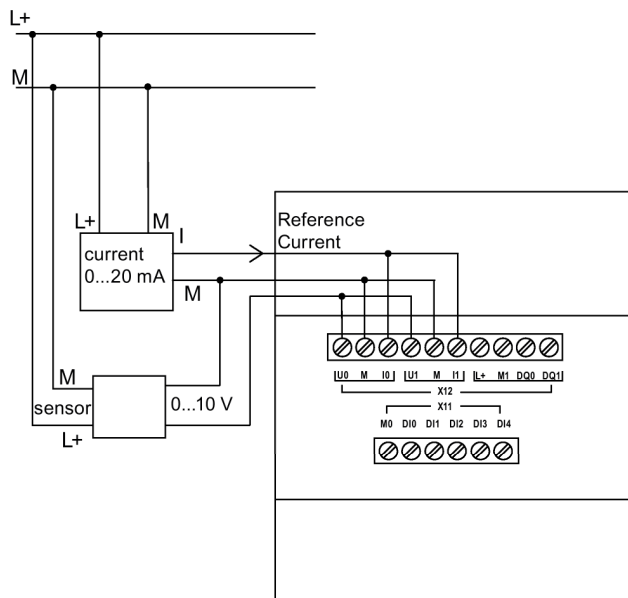 L+
M
L+ M I
current
0...20 mA
M
Reference
Current
M
sensor
L+
0...10 V
U0 M I0 U1 M I1 L+ M1 DQ0 DQ1
X12
X11
M0 DI0 DI1 DI2 DI3 DI4